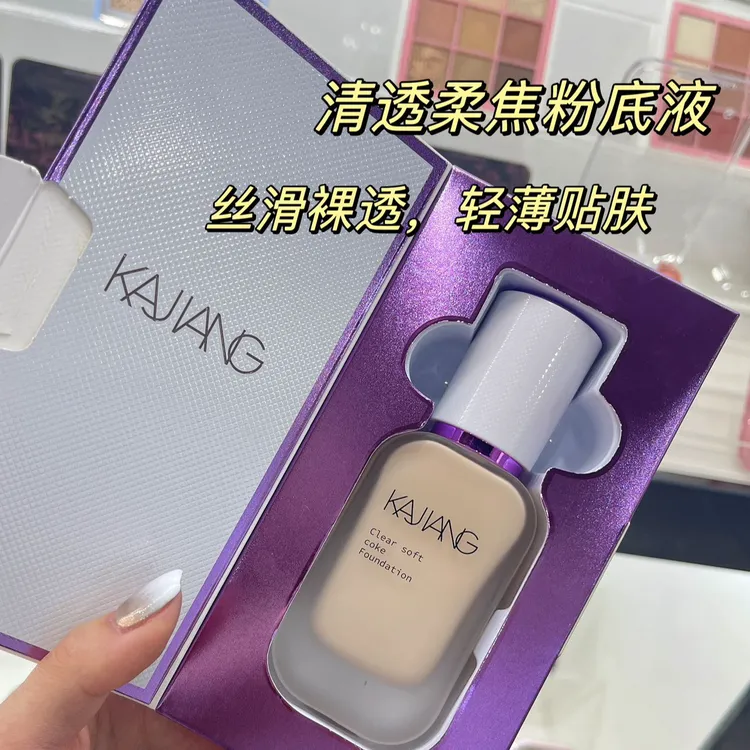 清透柔焦粉底液
丝滑裸透，轻薄贴肤
KAJIANG
KAJIANG
Clear soft
coke
Foundation